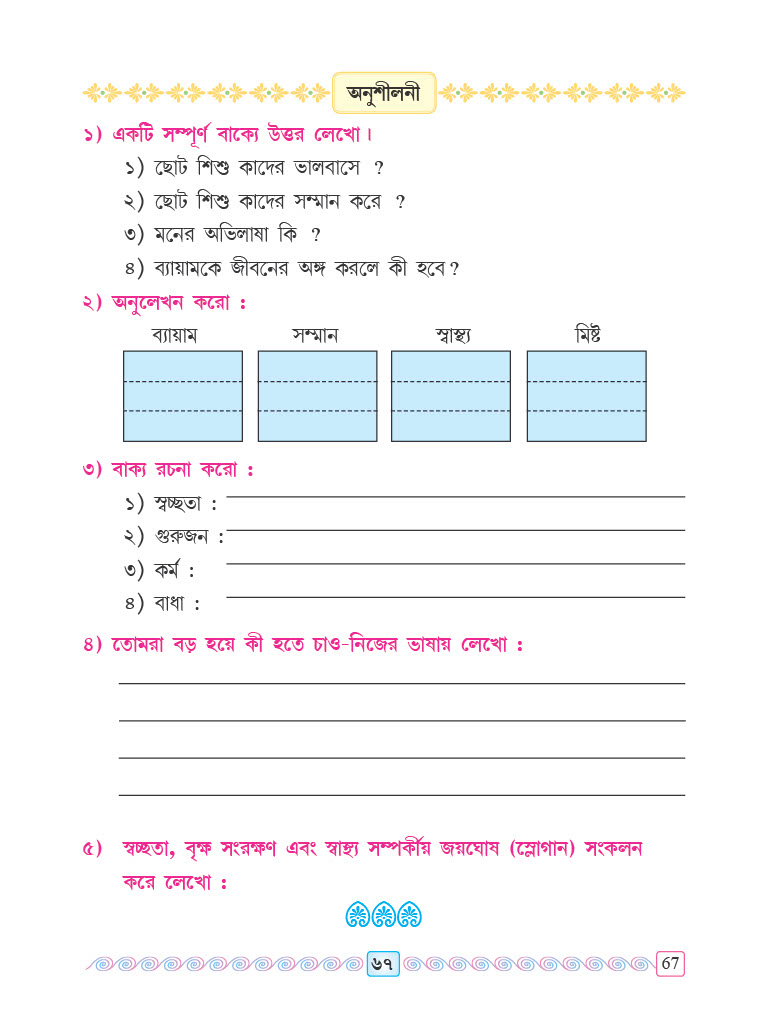 অনুশীলনী
১) একটি সম্পূর্ণ বাক্যে উত্তর লেখো।
১) ছোট শিশু কাদের ভালবাসে ?
২) ছোট শিশু কাদের সম্মান করে ?
৩) মনের অভিলাষা কি ?
৪) ব্যায়ামকে জীবনের অঙ্গ করলে কী হবে ?
২) অনুলেখন করো :
ব্যায়াম সম্মান স্বাস্থ্য মিষ্ট
৩) বাক্য রচনা করো :
১) স্বচ্ছতা :
২) গুরুজন :
৩) কর্ম :
৪) বাধা :
৪) তোমরা বড় হয়ে কী হতে চাও-নিজের ভাষায় লেখো :
৫) স্বচ্ছতা, বৃক্ষ সংরক্ষণ এবং স্বাস্থ্য সম্পর্কীয় জয়ঘোষ (স্লোগান) সংকলন
করে লেখো :
৬৭ 67